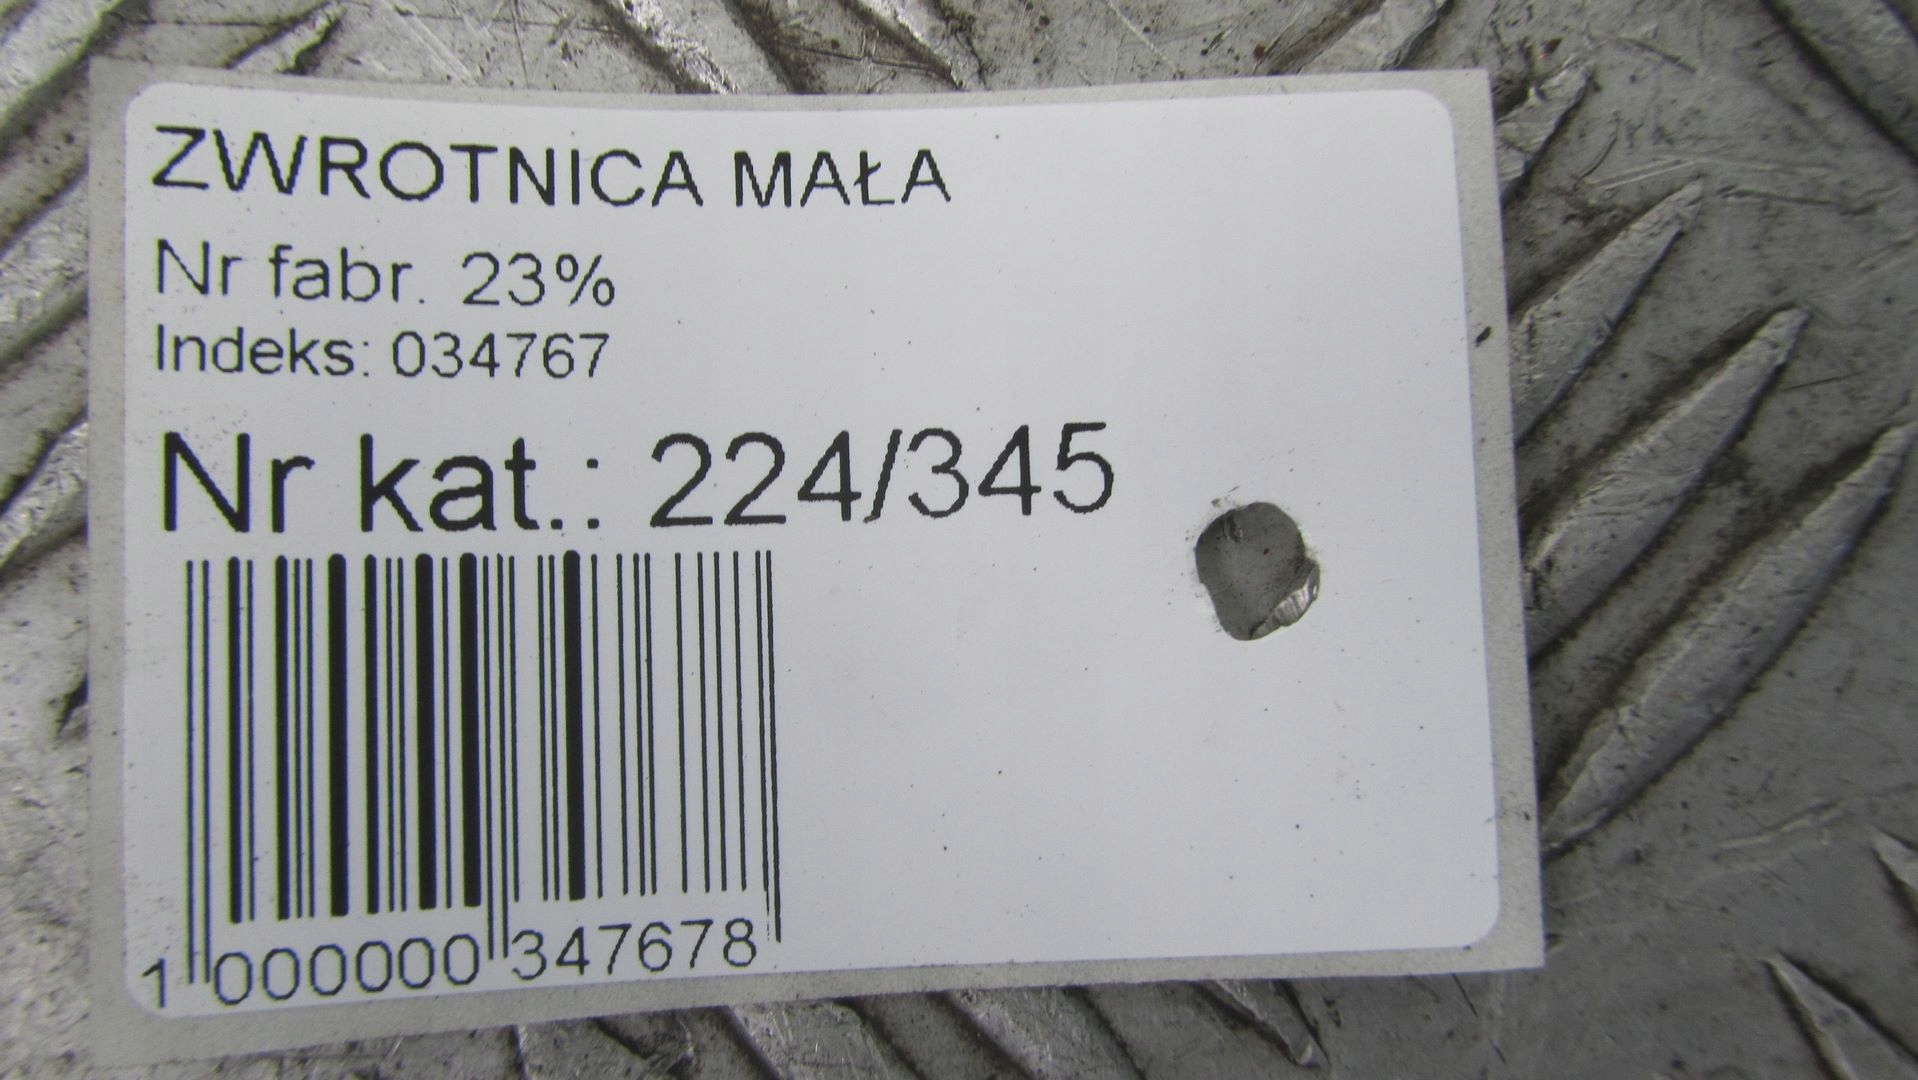 ZWROTNICA MAŁA
Nr fabr. 23%
Indeks: 034767
Nr kat.: 224/345
1 000000 347678